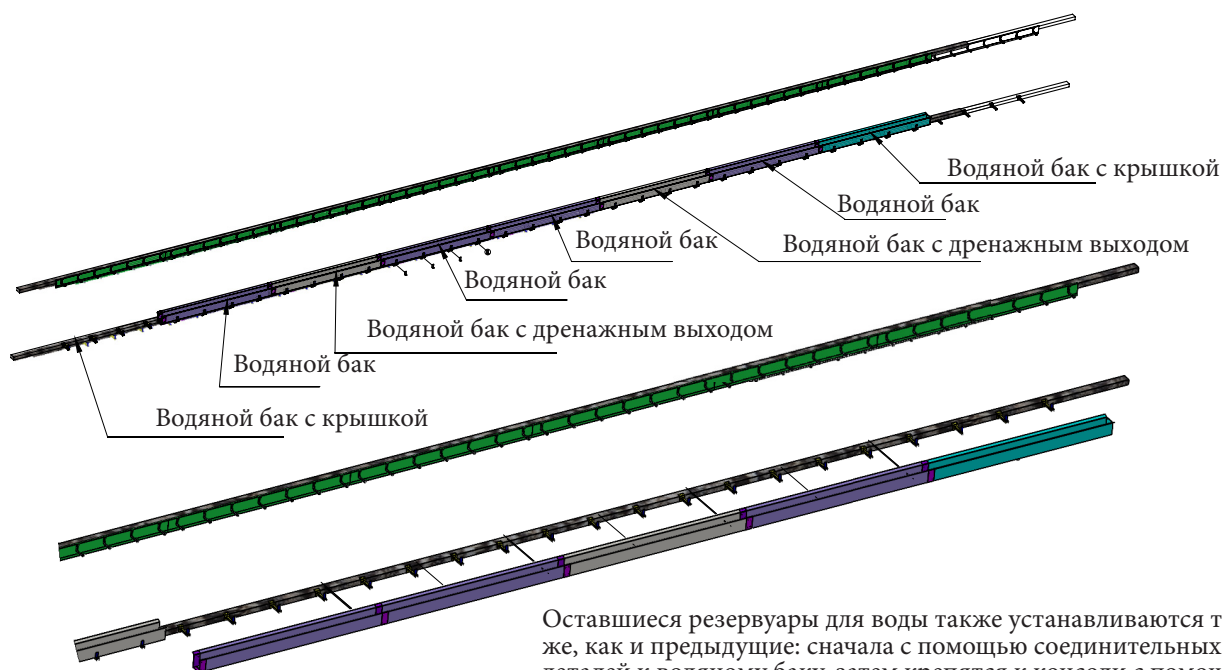 Водяной бак с крышкой
Водяной бак
Водяной бак с дренажным выходом
Водяной бак
Водяной бак
Водяной бак с дренажным выходом
Водяной бак
Водяной бак с крышкой
Оставшиеся резервуары для воды также устанавливаются т
же, как и предыдущие: сначала с помощью соединительных